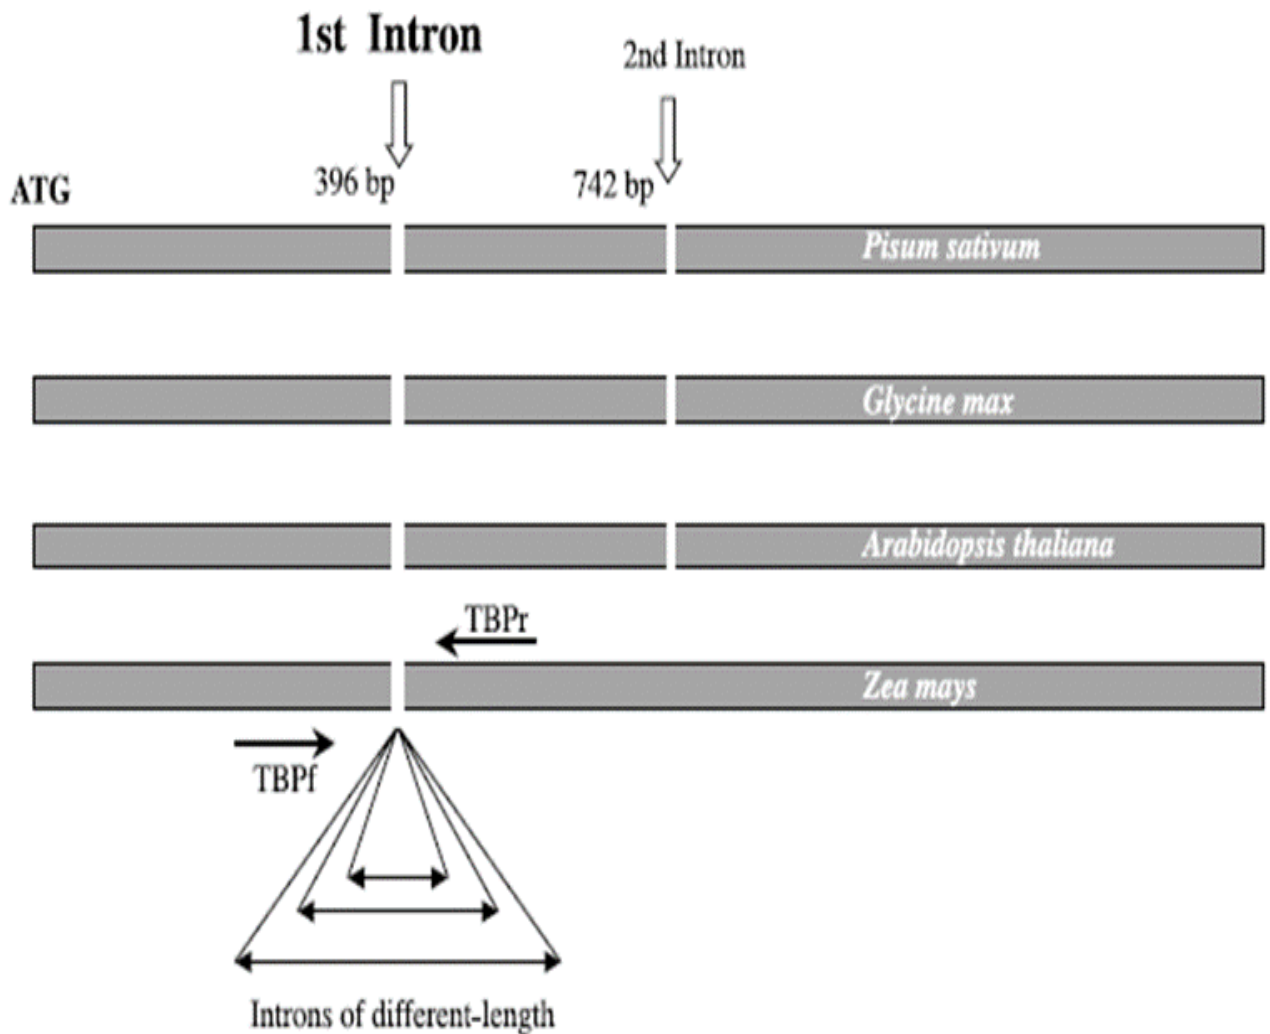 1st Intron
2nd Intron
396 bp
742 bp
ATG
Pisum sativum
Glycine max
Arabidopsis thaliana
TBPr
Zea mays
TBPf
Introns of different-length